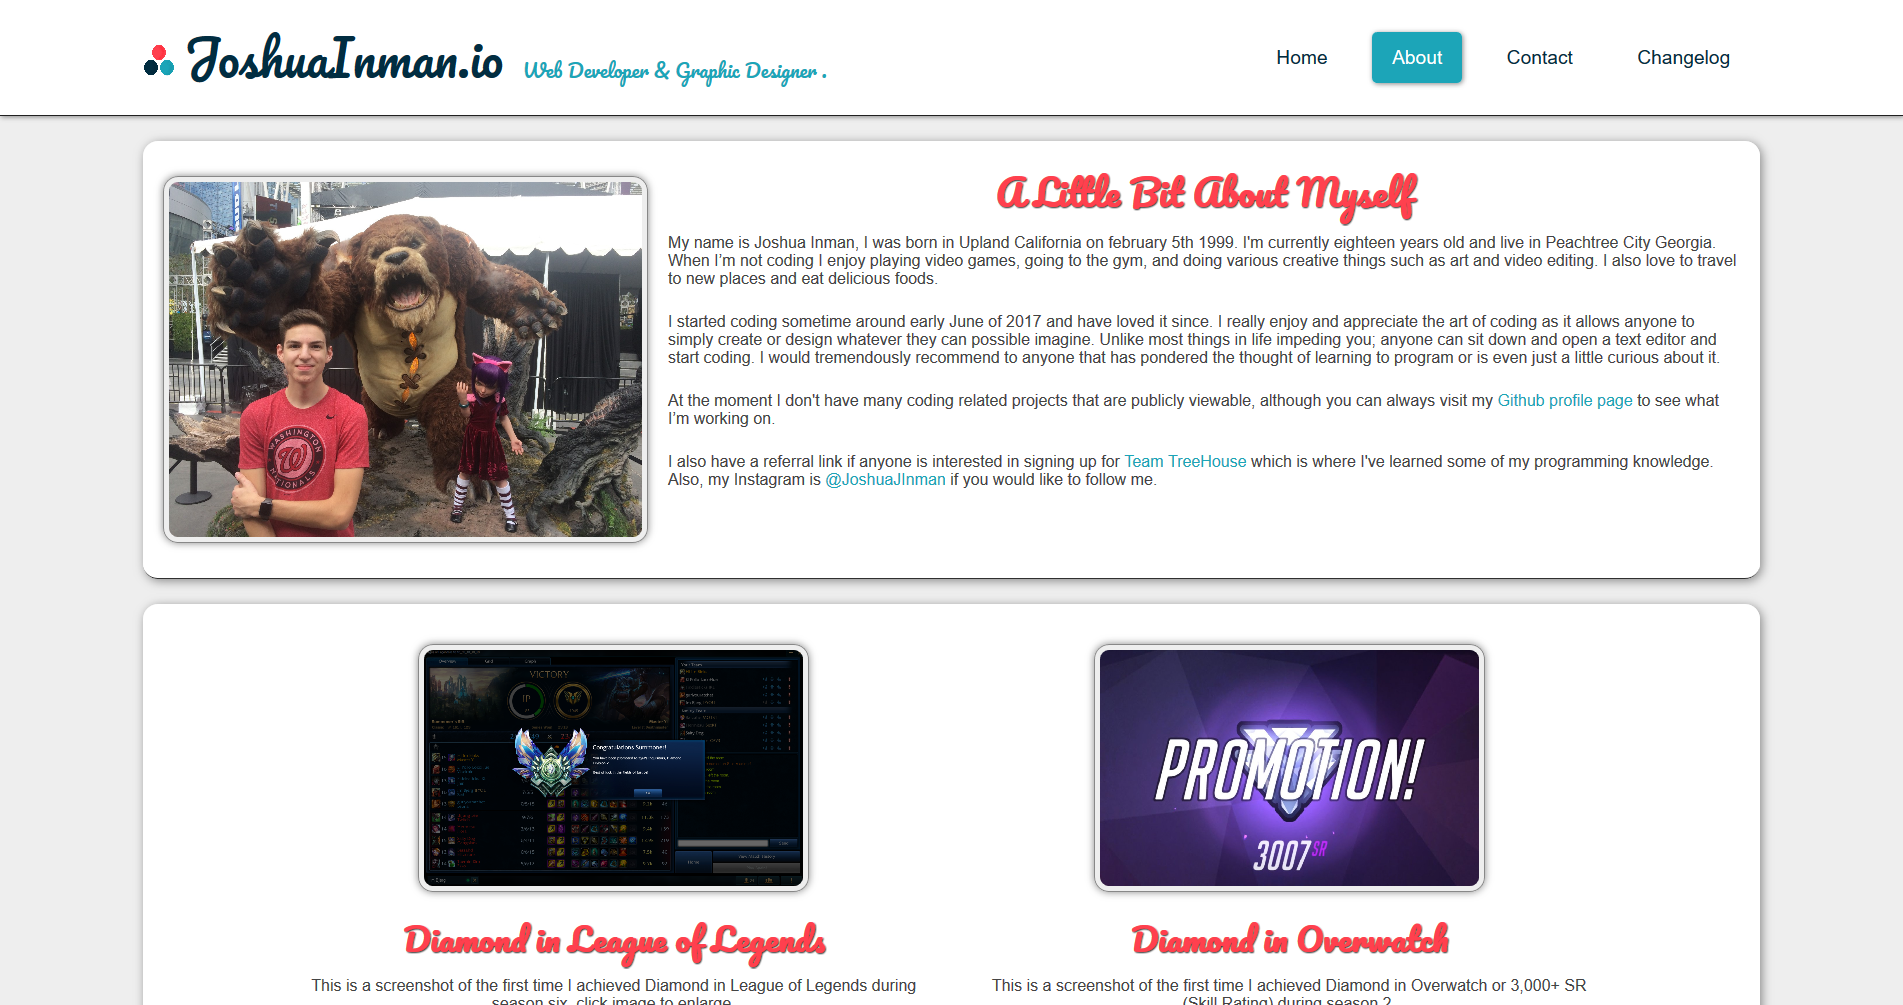 JoshuaInman.io
Web Developer & Graphic Designer .
Home
About
Contact
Changelog
A Little Bit About Myself
My name is Joshua Inman, I was born in Upland California on february 5th 1999. I'm currently eighteen years old and live in Peachtree City Georgia.
When I'm not coding I enjoy playing video games, going to the gym, and doing various creative things such as art and video editing. I also love to travel
to new places and eat delicious foods.
I started coding sometime around early June of 2017 and have loved it since. I really enjoy and appreciate the art of coding as it allows anyone to
simply create or design whatever they can possible imagine. Unlike most things in life impeding you; anyone can sit down and open a text editor and
start coding. I would tremendously recommend to anyone that has pondered the thought of learning to program or is even just a little curious about it.
At the moment I don't have many coding related projects that are publicly viewable, although you can always visit my Github profile page to see what
I'm working on.
I also have a referral link if anyone is interested in signing up for Team TreeHouse which is where I've learned some of my programming knowledge.
Also, my Instagram is @JoshuaJInman if you would like to follow me.
WASHINGTON
W
NATIONALS
VICTORY
IP
Congratulations Summoner!
PROMOTION!
3007 SR
Diamond in League of Legends
This is a screenshot of the first time I achieved Diamond in League of Legends during
season six, click image to enlarge.
Diamond in Overwatch
This is a screenshot of the first time I achieved Diamond in Overwatch or 3,000+ SR
(Skill Rating) during season 2.